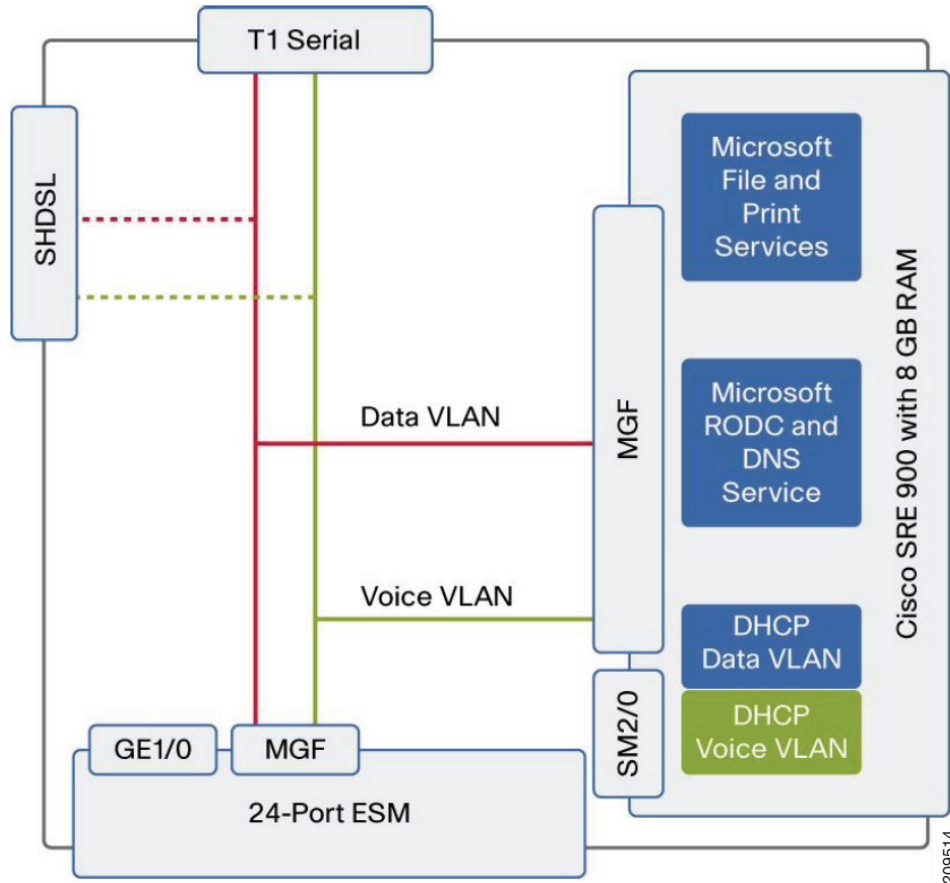 T1 Serial
SHDSL
Microsoft
File and
Print
Services
MGF
Microsoft
RODC and
DNS
Service
Cisco SRE 900 with 8 GB RAM
Data VLAN
Voice VLAN
DHCP
Data VLAN
DHCP
Voice VLAN
SM2/0
GE1/0
MGF
24-Port ESM
209514